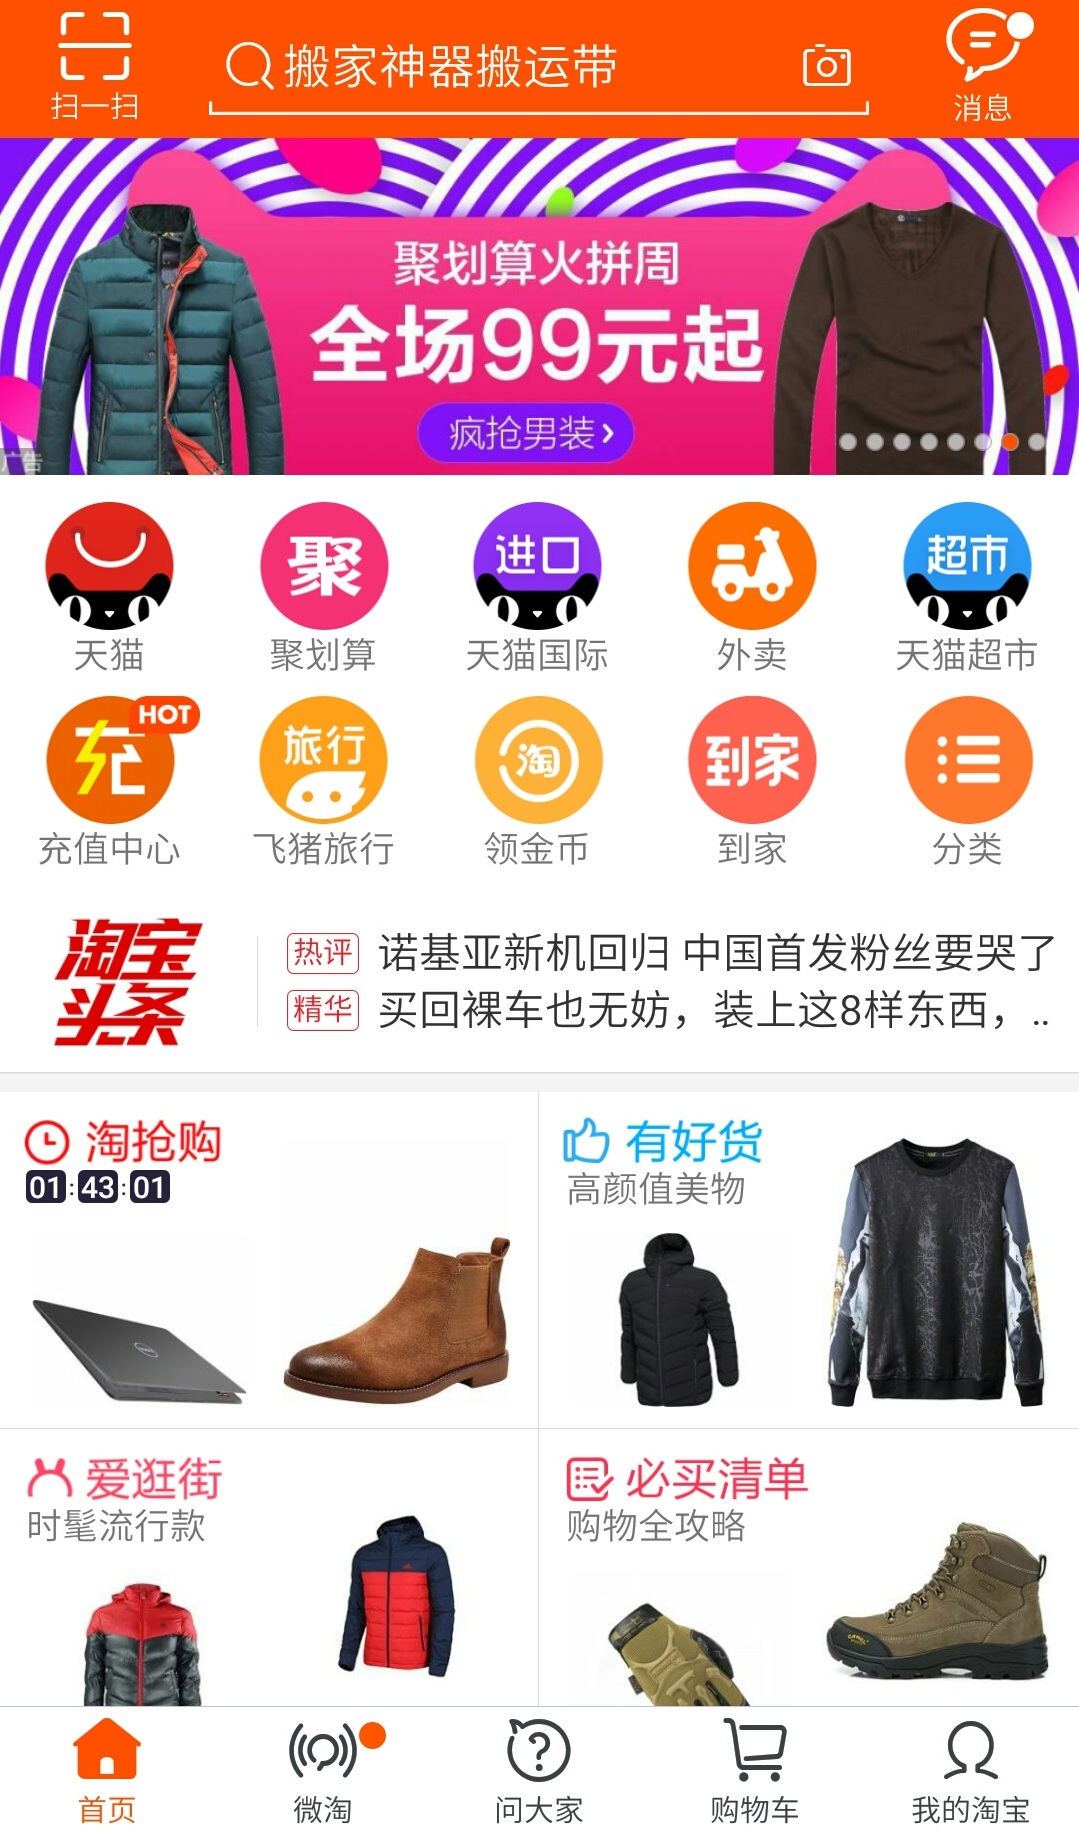 搬家神器搬运带
扫一扫
消息
聚划算火拼周
全场99元起
疯抢男装
广告
进口
超市
聚
天猫
聚划算
天猫国际
外卖
天猫超市
HOT
充
旅行
淘
到家
充值中心
飞猪旅行
领金币
到家
分类
淘宝
头条
热评 诺基亚新机回归 中国首发粉丝要哭了
精华 买回裸车也无妨，装上这8样东西，..
淘抢购
01:43:01
有好货
高颜值美物
爱逛街
时髦流行款
必买清单
购物全攻略
CAMEL
首页
微淘
问大家
购物车
我的淘宝